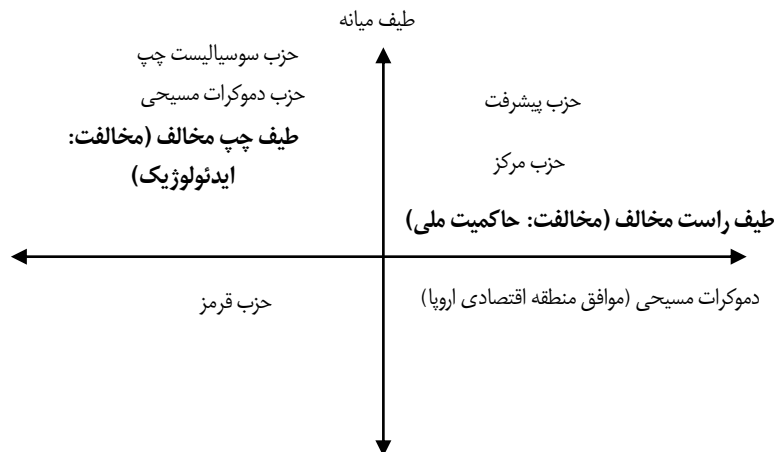 طیف میانه
حزب پیشرفت
حزب مرکز
طیف راست مخالف (مخالفت: حاکمیت ملی)
حزب سوسیالیست چپ
حزب دموکرات مسیحی
طیف چپ مخالف (مخالفت:
ایدئولوژیک)
دموکرات مسیحی (موافق منطقه اقتصادی اروپا)
حزب قرمز